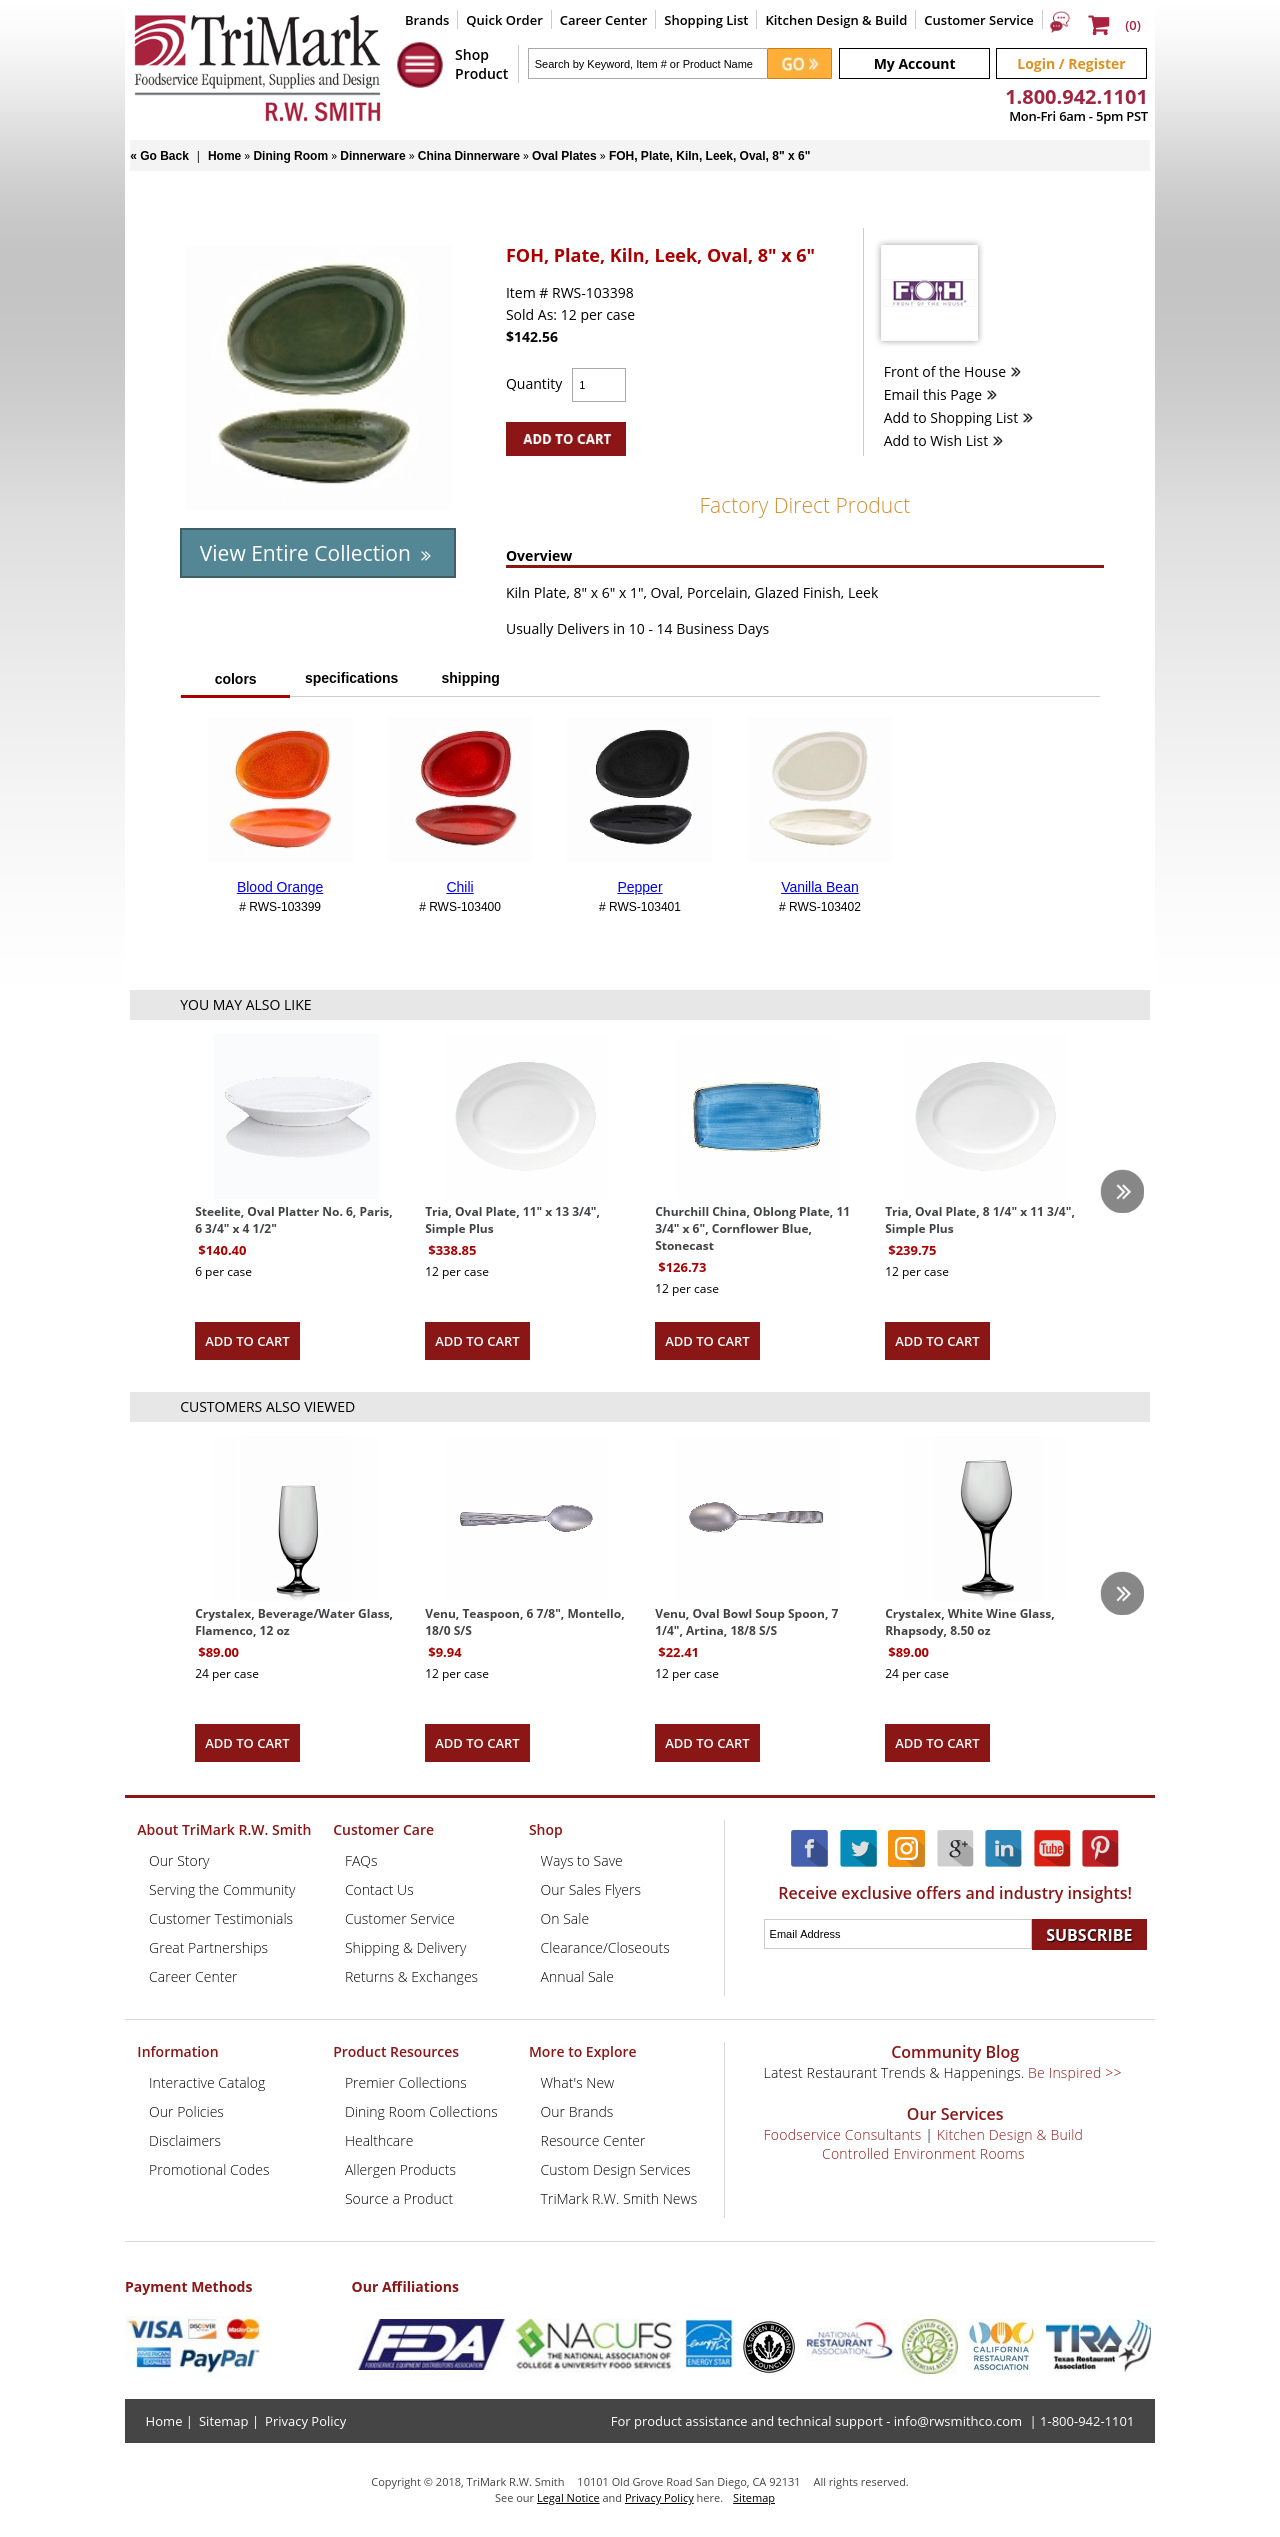 TriMark
Foodservice Equipment, Supplies and Design
R.W. SMITH
Brands
Quick Order
Career Center
Shopping List
Kitchen Design & Build
Customer Service
(0)
Shop
Product
Search by Keyword, Item # or Product Name
GO »
My Account
Login / Register
1.800.942.1101
Mon-Fri 6am - 5pm PST
« Go Back | Home » Dining Room » Dinnerware » China Dinnerware » Oval Plates » FOH, Plate, Kiln, Leek, Oval, 8" x 6"
FOH, Plate, Kiln, Leek, Oval, 8" x 6"
Item # RWS-103398
Sold As: 12 per case
$142.56
Quantity 1
ADD TO CART
FOH
FRONT OF THE HOUSE
Front of the House »
Email this Page »
Add to Shopping List »
Add to Wish List »
View Entire Collection »
Factory Direct Product
Overview
Kiln Plate, 8" x 6" x 1", Oval, Porcelain, Glazed Finish, Leek
Usually Delivers in 10 - 14 Business Days
colors
specifications
shipping
Blood Orange
# RWS-103399
Chili
# RWS-103400
Pepper
# RWS-103401
Vanilla Bean
# RWS-103402
YOU MAY ALSO LIKE
Steelite, Oval Platter No. 6, Paris,
6 3/4" x 4 1/2"
$140.40
6 per case
ADD TO CART
Tria, Oval Plate, 11" x 13 3/4",
Simple Plus
$338.85
12 per case
ADD TO CART
Churchill China, Oblong Plate, 11
3/4" x 6", Cornflower Blue,
Stonecast
$126.73
12 per case
ADD TO CART
Tria, Oval Plate, 8 1/4" x 11 3/4",
Simple Plus
$239.75
12 per case
ADD TO CART
CUSTOMERS ALSO VIEWED
Crystalex, Beverage/Water Glass,
Flamenco, 12 oz
$89.00
24 per case
ADD TO CART
Venu, Teaspoon, 6 7/8", Montello,
18/0 S/S
$9.94
12 per case
ADD TO CART
Venu, Oval Bowl Soup Spoon, 7
1/4", Artina, 18/8 S/S
$22.41
12 per case
ADD TO CART
Crystalex, White Wine Glass,
Rhapsody, 8.50 oz
$89.00
24 per case
ADD TO CART
About TriMark R.W. Smith
Our Story
Serving the Community
Customer Testimonials
Great Partnerships
Career Center
Customer Care
FAQs
Contact Us
Customer Service
Shipping & Delivery
Returns & Exchanges
Shop
Ways to Save
Our Sales Flyers
On Sale
Clearance/Closeouts
Annual Sale
f
g+
in
You Tube
Receive exclusive offers and industry insights!
Email Address
SUBSCRIBE
Information
Interactive Catalog
Our Policies
Disclaimers
Promotional Codes
Product Resources
Premier Collections
Dining Room Collections
Healthcare
Allergen Products
Source a Product
More to Explore
What's New
Our Brands
Resource Center
Custom Design Services
TriMark R.W. Smith News
Community Blog
Latest Restaurant Trends & Happenings. Be Inspired >>
Our Services
Foodservice Consultants | Kitchen Design & Build
Controlled Environment Rooms
Payment Methods
VISA
DISCOVER
MasterCard
AMERICAN EXPRESS
PayPal
Our Affiliations
FEDA
FOODSERVICE EQUIPMENT DISTRIBUTORS ASSOCIATION
NACUFS
THE NATIONAL ASSOCIATION OF
COLLEGE & UNIVERSITY FOOD SERVICES
energy
ENERGY STAR
U.S. GREEN BUILDING COUNCIL
NATIONAL
RESTAURANT
ASSOCIATION
CERTIFIED GREEN COMMERCIAL KITCHEN
CALIFORNIA
RESTAURANT
ASSOCIATION
TIRA
Texas Restaurant
Association
Home | Sitemap | Privacy Policy
For product assistance and technical support - info@rwsmithco.com | 1-800-942-1101
Copyright © 2018, TriMark R.W. Smith 10101 Old Grove Road San Diego, CA 92131 All rights reserved.
See our Legal Notice and Privacy Policy here. Sitemap